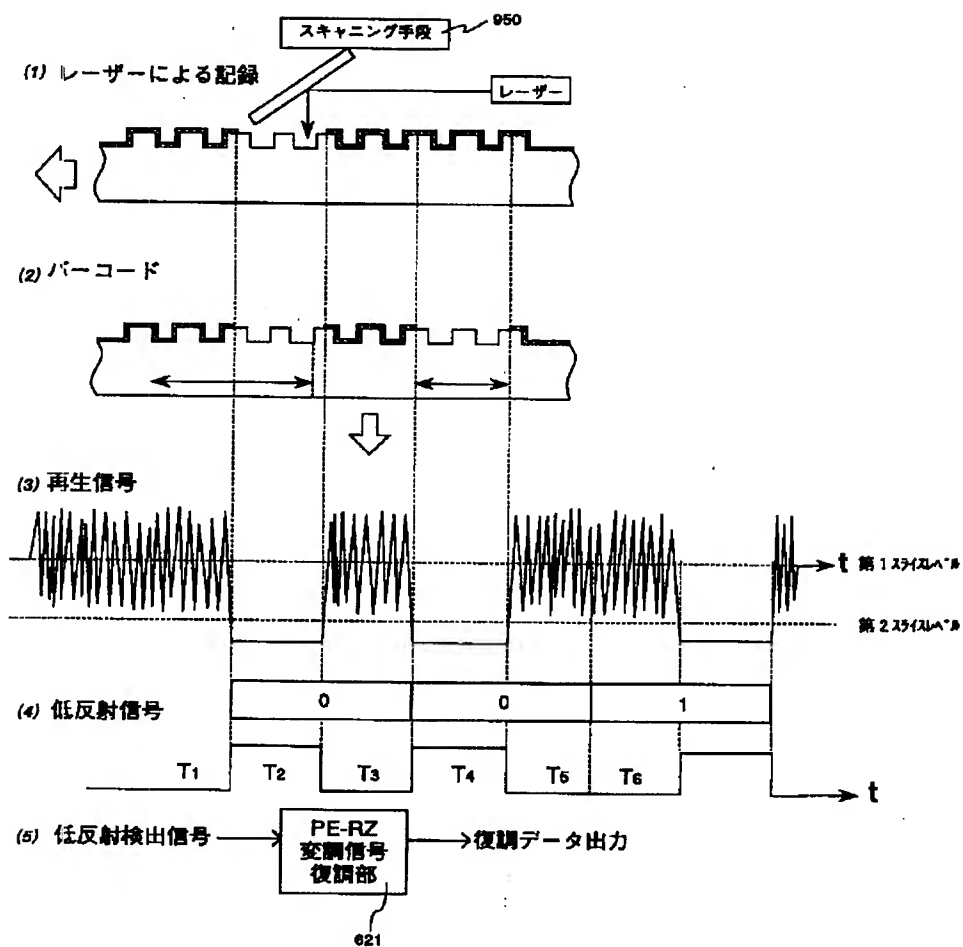 950
スキャニング手段
(1) レーザーによる記録
レーザー
(2) バーコード
(3) 再生信号
t 第1スライスレベル
第2スライスレベル
(4) 低反射信号
0 0 1
T1 T2 T3 T4 T5 T6
t
(5) 低反射検出信号
PE-RZ
変調信号
復調部
復調データ出力
621